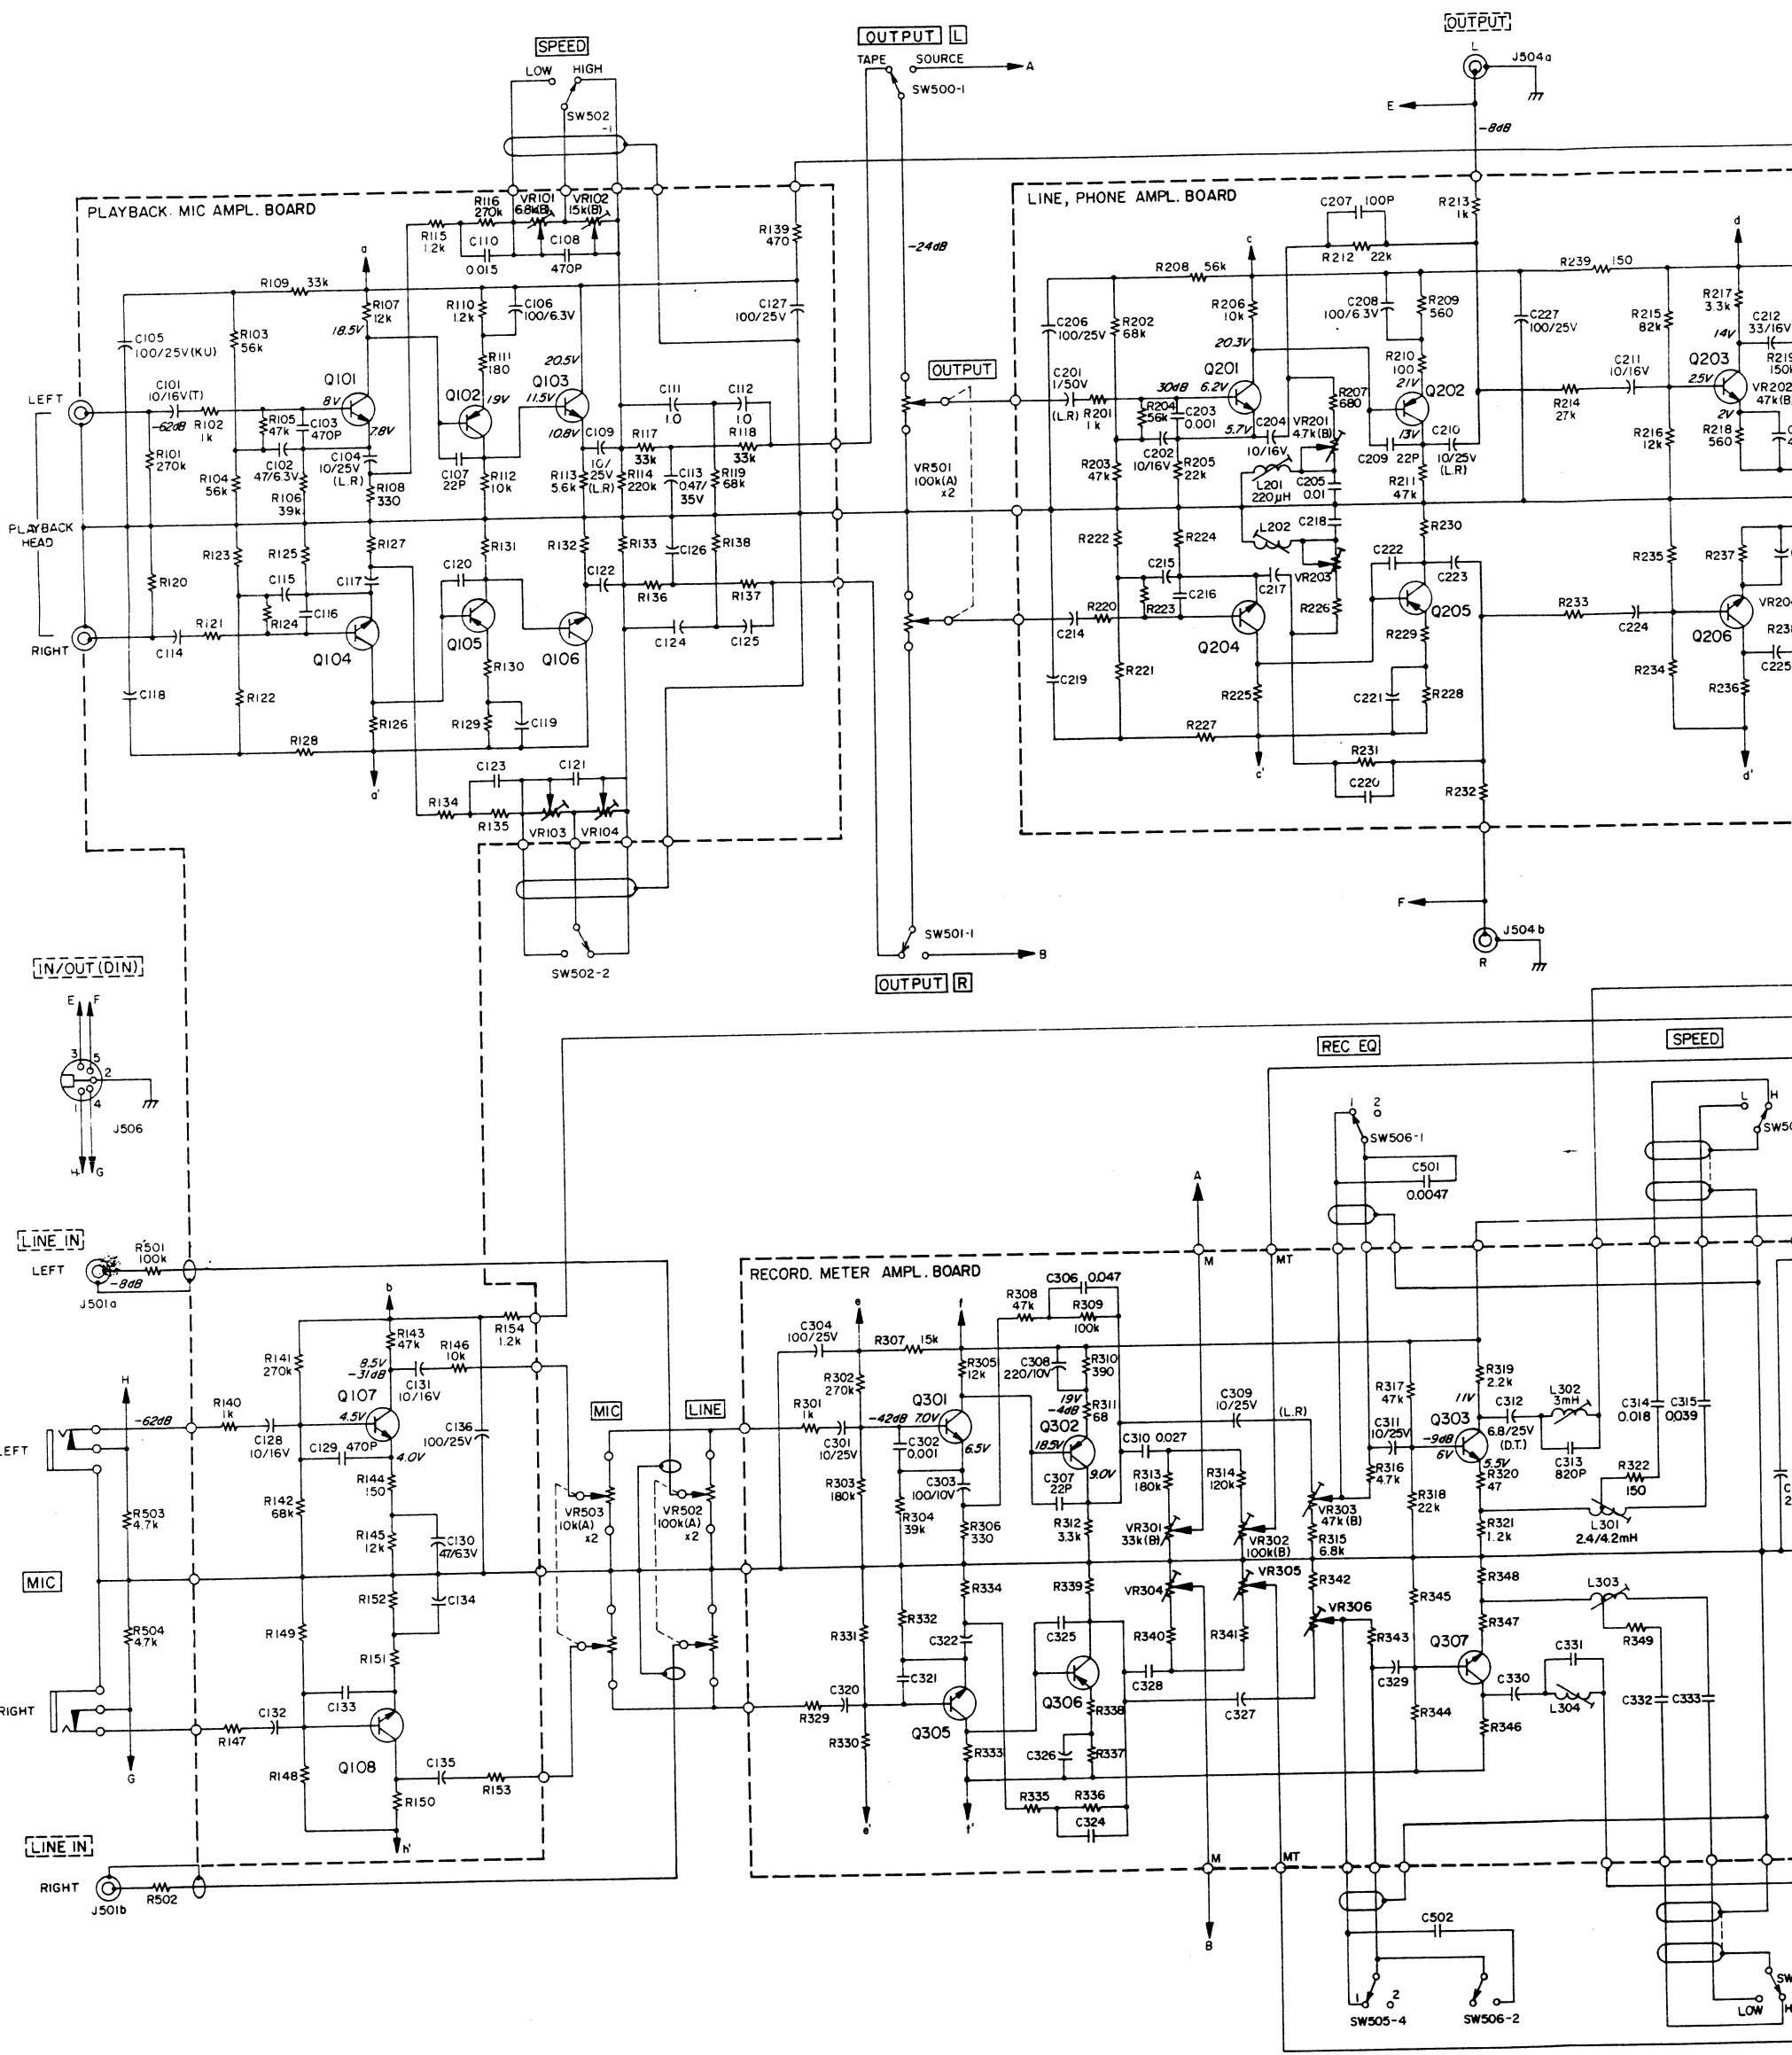 OUTPUT
L
J504a
E
-8dB
SPEED
LOW HIGH
SW502
-1
OUTPUT L
TAPE SOURCE
A
SW500-1
-24dB
PLAYBACK. MIC AMPL. BOARD
R116
270k
VR101
6.8k(B)
VR102
15k(B)
R115
1.2k
C110
0.015
C108
470P
R139
470
a
R109 33k
R107
12k
18.5V
R110
1.2k
C106
100/6.3V
C127
100/25V
C105
100/25V(KU)
R103
56k
R111
180
20.5V
Q101
8V
Q102
19V
Q103
11.5V
LEFT
C101
10/16V(T)
-62dB
R102
1k
R105
47k
C103
470P
7.8V
10.8V
C111
1.0
C112
1.0
R101
270k
R104
56k
C102
47/6.3V
C104
10/25V
(L.R)
R106
39k
R108
330
C107
22P
R112
10k
C109
10/
25V
(L.R)
R113
5.6k
R117
33k
R114
220k
C113
0.47/
35V
R118
33k
R119
68k
PLAYBACK
HEAD
R123
R125
R127
R131
R132
R133
C126
R138
R120
C115
C117
C120
C122
R136
R137
R124
C116
R121
C114
RIGHT
Q104
Q105
Q106
C124
C125
C118
R122
R126
R130
R129
C119
R128
a'
C123
C121
R134
R135
VR103
VR104
SW502-2
OUTPUT
VR501
100k(A)
x2
SW501-1
B
OUTPUT R
LINE, PHONE AMPL. BOARD
C207 100P
R213
1k
R212 22k
c
d
R208 56k
R239 150
R206
10k
C208
100/6.3V
R209
560
C227
100/25V
R217
3.3k
C206
100/25V
R202
68k
20.3V
R215
82k
14V
C212
33/16V
R210
100
21V
C201
1/50V
(L.R)
R201
1k
30dB 6.2V
Q201
Q202
C211
10/16V
Q203
2.5V
R204
56k
C203
0.001
5.7V
C204
10/16V
R207
680
VR201
4.7k(B)
13V
C210
10/25V
(L.R)
R214
27k
2V
R218
560
C202
10/16V
R205
22k
R203
47k
L201
220µH
C205
0.01
C209 22P
R211
47k
R216
12k
R222
R224
L202
C218
R230
R235
R237
C215
C216
R223
C217
VR203
R226
C222
C223
Q205
R229
C214
R220
Q204
R233
C224
Q206
C219
R221
R225
C221
R228
R234
R236
C225
R227
c'
R231
C220
R232
d'
F
J504b
R
IN/OUT(DIN)
E F
3 5
2
1 4
H G
J506
LINE IN
LEFT
R501
100k
-8dB
J501a
b
R154
1.2k
R143
47k
R146
10k
R141
270k
8.5V
-31dB
C131
10/16V
H
-62dB
R140
1k
C128
10/16V
Q107
4.5V
4.0V
C129 470P
C136
100/25V
R142
68k
R144
150
R145
12k
C130
47/63V
R503
4.7k
MIC
R152
C134
R504
4.7k
R149
R151
C133
RIGHT
R147
C132
G
R148
Q108
C135
R153
R150
h'
LINE IN
RIGHT
R502
J501b
MIC
LINE
VR503
10k(A)
x2
VR502
100k(A)
x2
RECORD. METER AMPL. BOARD
REC EQ
1 2
SW506-1
C501
0.0047
SPEED
L H
A
M
MT
e
f
C304
100/25V
R307 15k
R308
47k
C306 0.047
R309
100k
R305
12k
C308
220/10V
R310
390
R302
270k
19V
-4dB
R311
68
R301
1k
C301
10/25V
-42dB 7.0V
Q301
6.5V
C302
0.001
Q302
18.5V
9.0V
C309
10/25V
(L.R)
C310 0.027
R303
180k
C303
100/10V
R304
39k
R306
330
C307
22P
R312
3.3k
R313
180k
R314
120k
VR301
33k(B)
VR302
100k(B)
VR303
47k(B)
R315
6.8k
R317
47k
C311
10/25V
R316
4.7k
R318
22k
R319
2.2k
11V
Q303
-9dB
6V
5.5V
C312
6.8/25V
(D.T.)
L302
3mH
C313
820P
R320
47
R321
1.2k
R322
150
L301
2.4/4.2mH
C314
0.018
C315
0.039
R334
R339
VR304
VR305
R342
VR306
R345
R348
L303
R331
R332
C322
C321
C325
R340
R341
R343
R347
R349
C320
R329
R330
Q305
Q306
C328
C327
R338
C329
Q307
C330
C331
L304
C332
C333
R344
R346
R333
C326
R337
R335
R336
C324
e'
f'
M
MT
B
C502
1 2
SW505-4
SW506-2
LOW